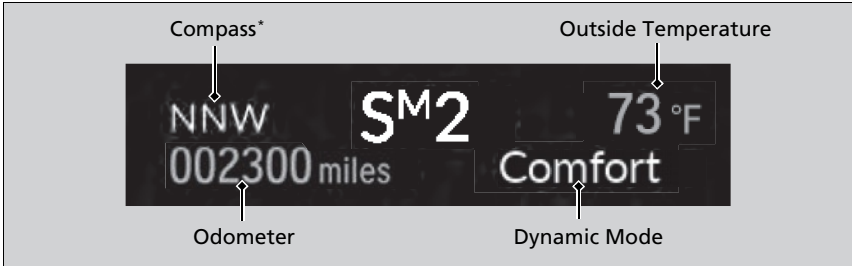 Compass* Outside Temperature
NNW SM2 73 °F
002300 miles Comfort
Odometer Dynamic Mode